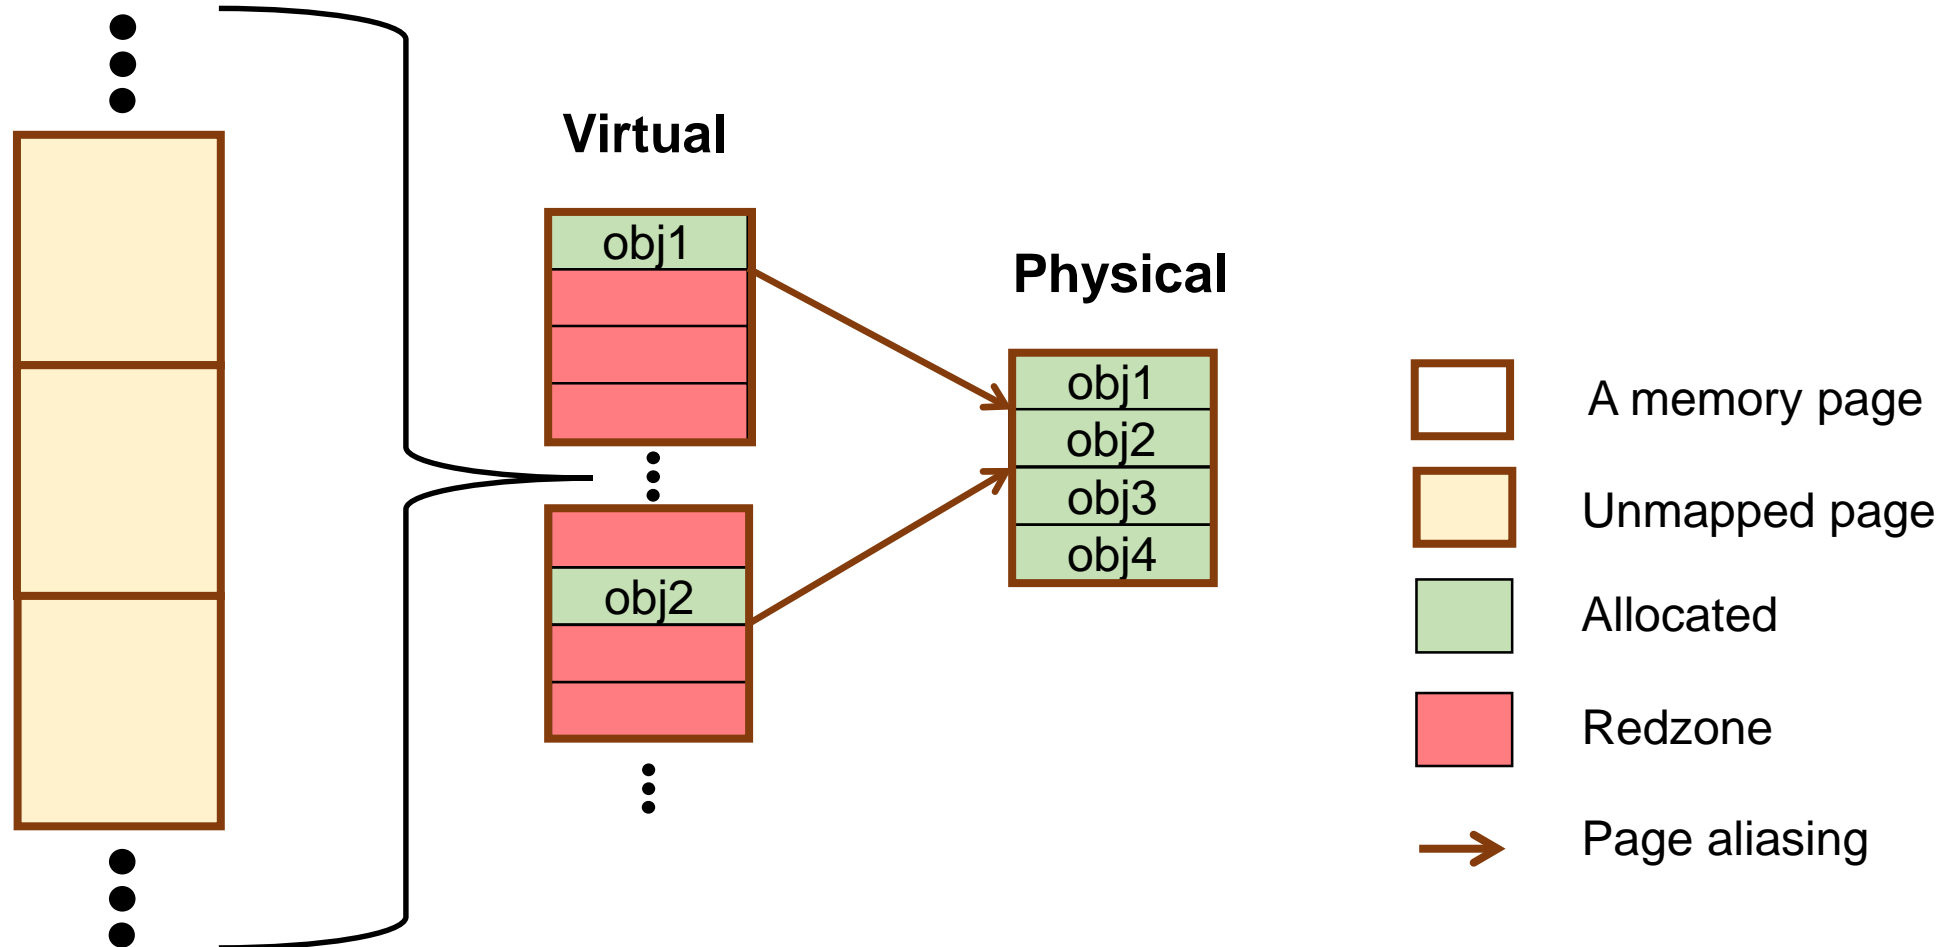 Virtual
obj1
obj2
Physical
obj1
obj2
obj3
obj4
A memory page
Unmapped page
Allocated
Redzone
Page aliasing